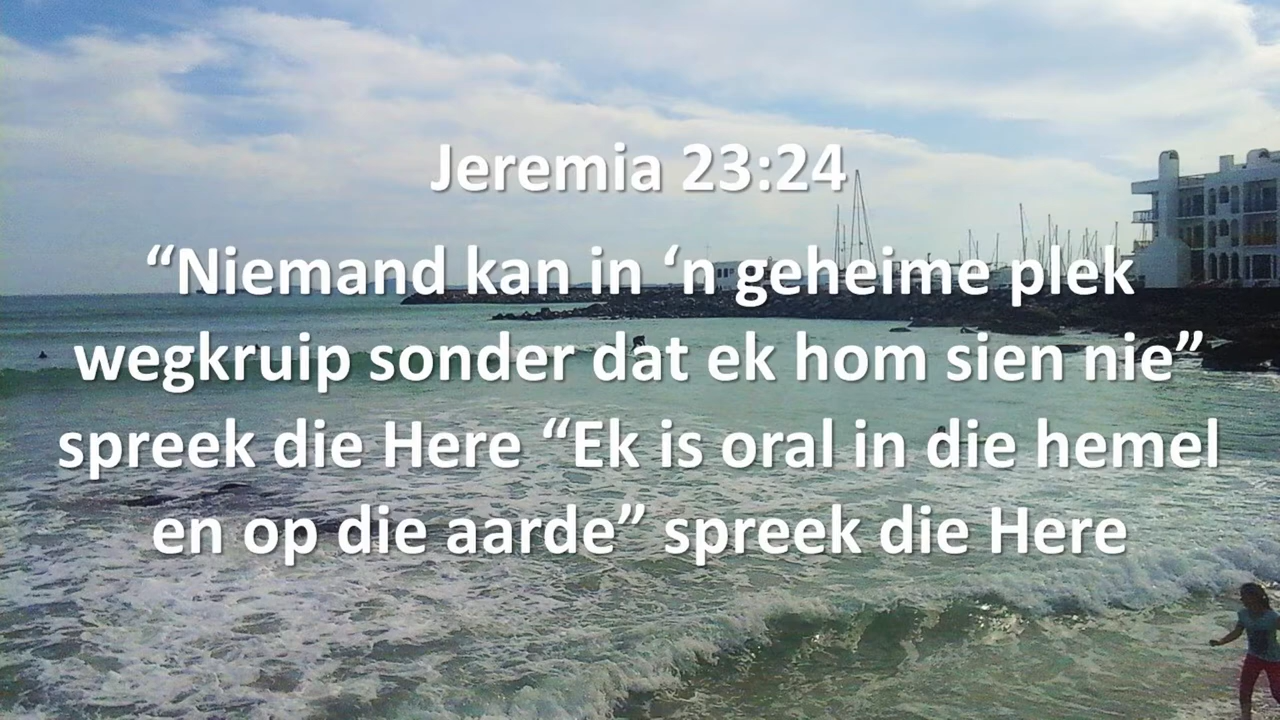 Jeremia 23:24
“Niemand kan in ‘n geheime plek
wegkruip sonder dat ek hom sien nie”
spreek die Here “Ek is oral in die hemel
en op die aarde” spreek die Here